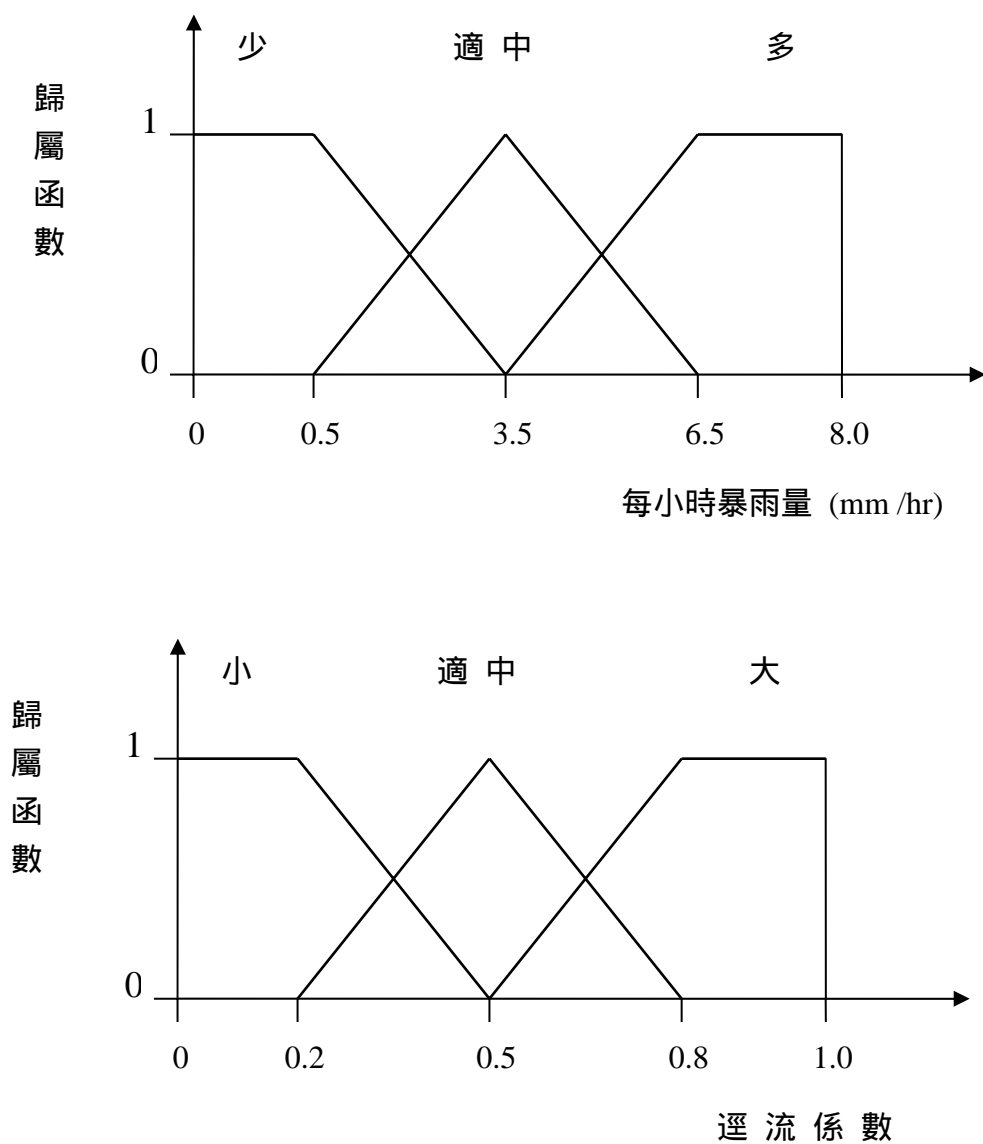 少 適 中 多
歸屬函數
1
0
0 0.5 3.5 6.5 8.0
每小時暴雨量 (mm /hr)
小 適 中 大
歸屬函數
1
0
0 0.2 0.5 0.8 1.0
逕 流 係 數